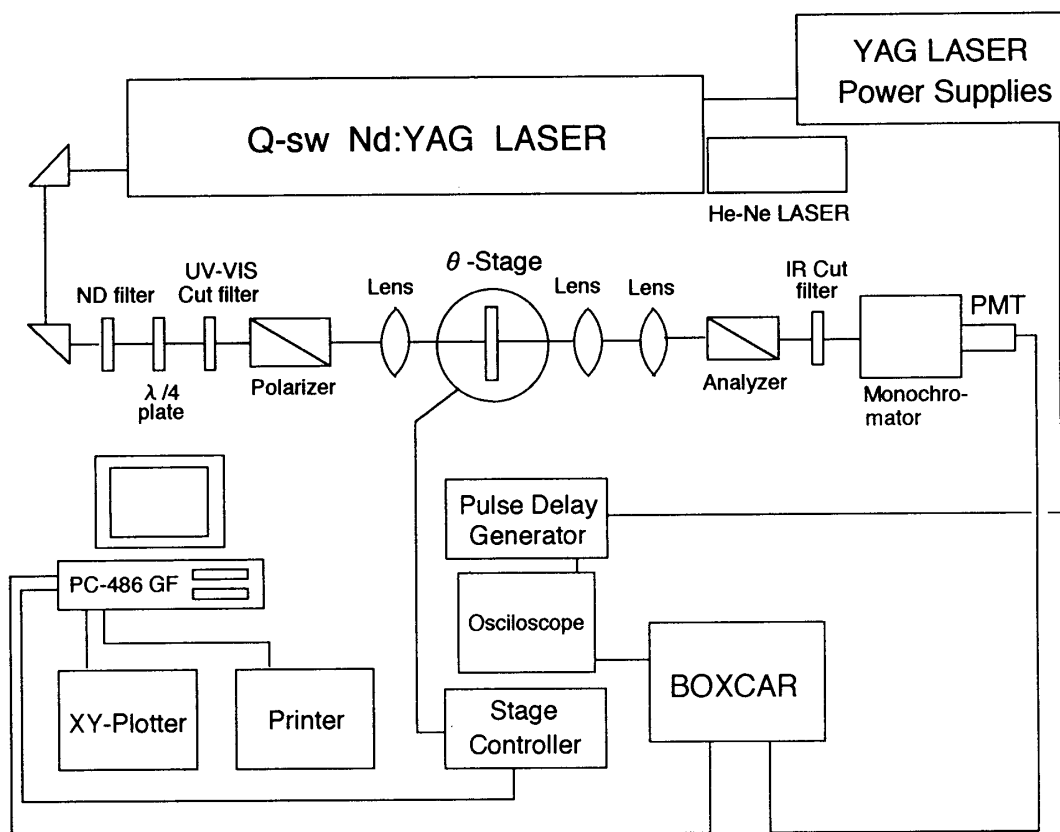 YAG LASER
Power Supplies
Q-sw Nd:YAG LASER
He-Ne LASER
θ-Stage
UV-VIS
Cut filter
IR Cut
filter
ND filter
Lens
Lens
Lens
PMT
λ/4
plate
Polarizer
Analyzer
Monochro-
mator
Pulse Delay
Generator
PC-486 GF
Osciloscope
BOXCAR
XY-Plotter
Printer
Stage
Controller